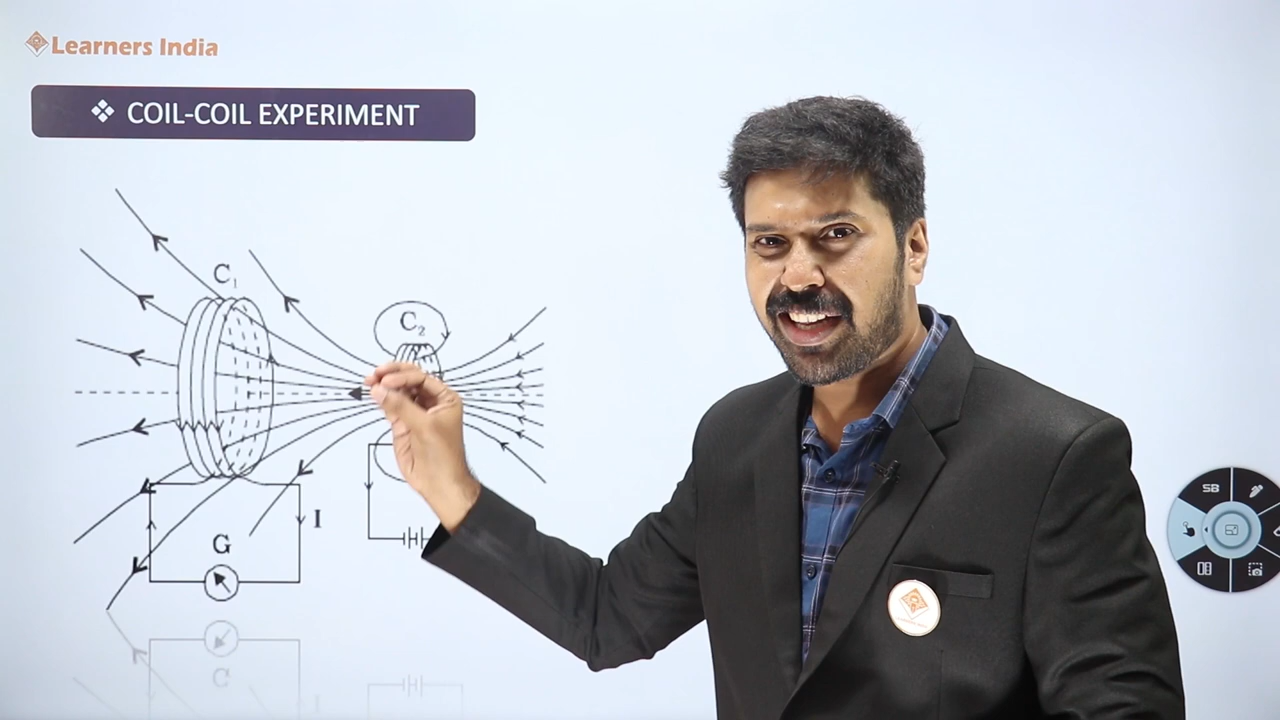 Learners India
❖ COIL-COIL EXPERIMENT
C₁
C₂
I
G
SB